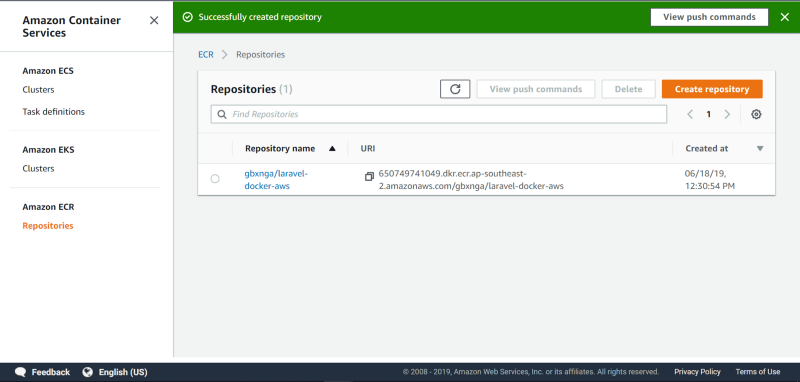 Amazon Container
Services
Successfully created repository
View push commands
Amazon ECS
Clusters
Task definitions
Amazon EKS
Clusters
Amazon ECR
Repositories
ECR
Repositories
Repositories (1)
View push commands
Delete
Create repository
Find Repositories
1
Repository name
URI
Created at
gbxnga/laravel-
docker-aws
650749741049.dkr.ecr.ap-southeast-
2.amazonaws.com/gbxnga/laravel-docker-aws
06/18/19,
12:30:54 PM
Feedback
English (US)
© 2008 - 2019, Amazon Web Services, Inc. or its affiliates. All rights reserved.
Privacy Policy
Terms of Use